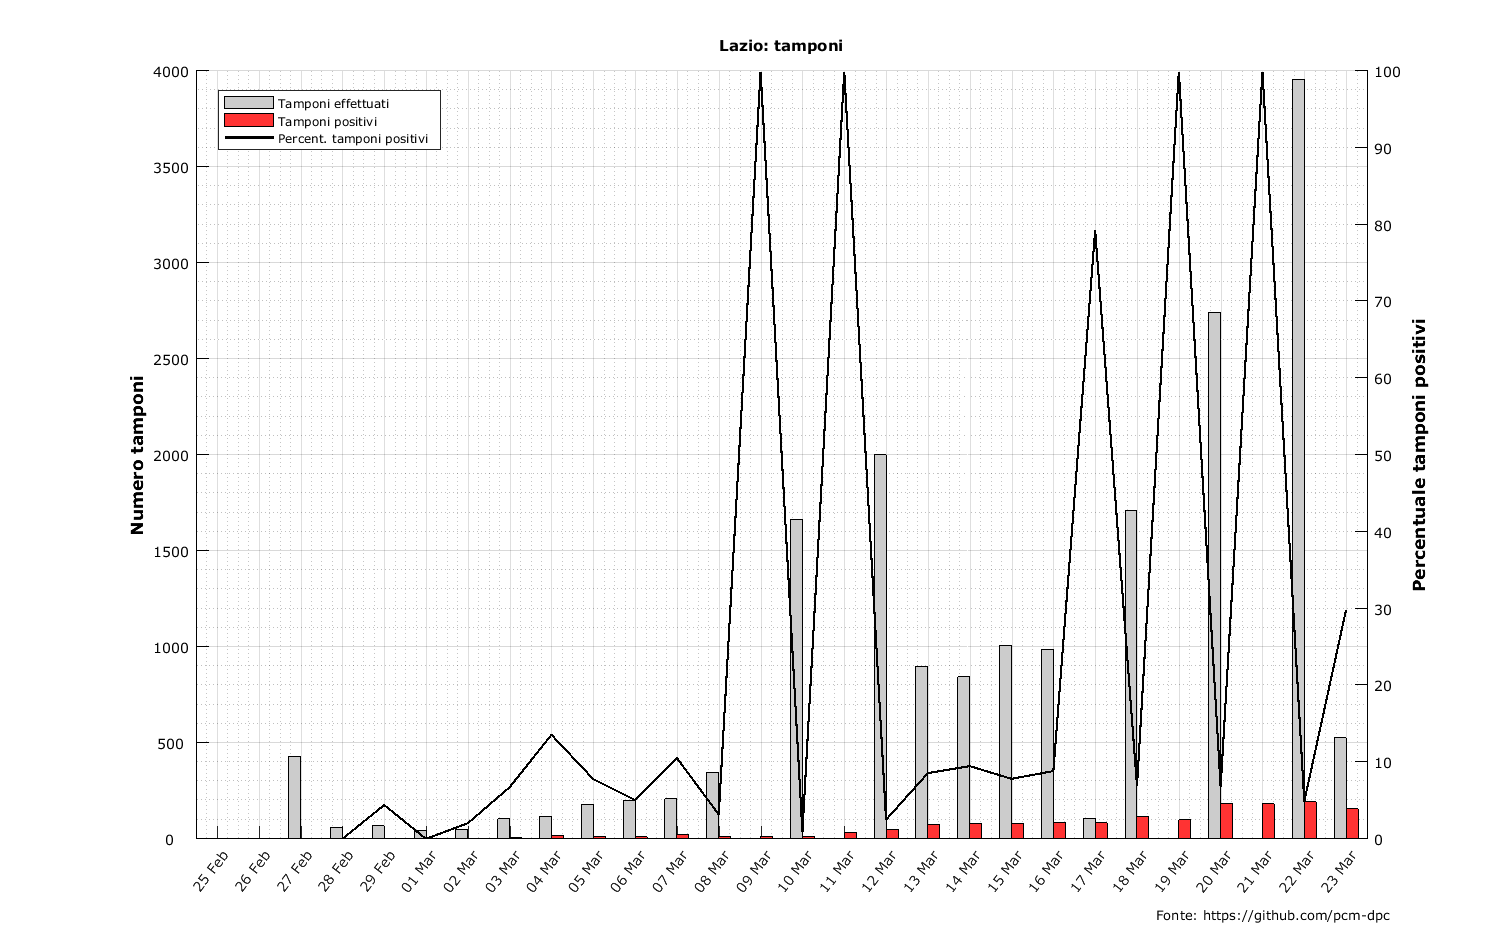 Lazio: tamponi
Tamponi effettuati
Tamponi positivi
Percent. tamponi positivi
Numero tamponi
4000
3500
3000
2500
2000
1500
1000
500
0
100
90
80
70
60
50
40
30
20
10
0
Percentuale tamponi positivi
25 Feb
26 Feb
27 Feb
28 Feb
29 Feb
01 Mar
02 Mar
03 Mar
04 Mar
05 Mar
06 Mar
07 Mar
08 Mar
09 Mar
10 Mar
11 Mar
12 Mar
13 Mar
14 Mar
15 Mar
16 Mar
17 Mar
18 Mar
19 Mar
20 Mar
21 Mar
22 Mar
23 Mar
Fonte: https://github.com/pcm-dpc